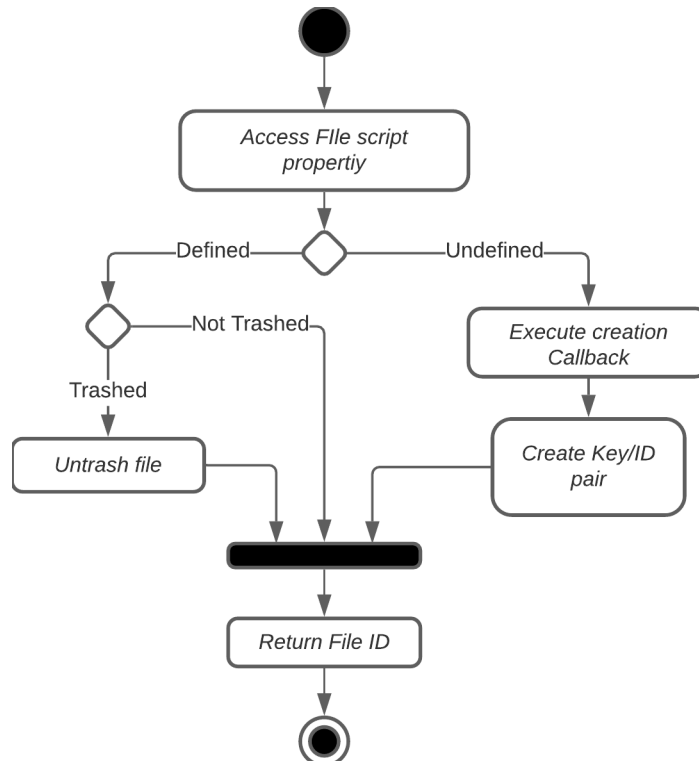 Access FIle script
propertiy
Defined
Undefined
Not Trashed
Execute creation
Callback
Trashed
Untrash file
Create Key/ID
pair
Return File ID